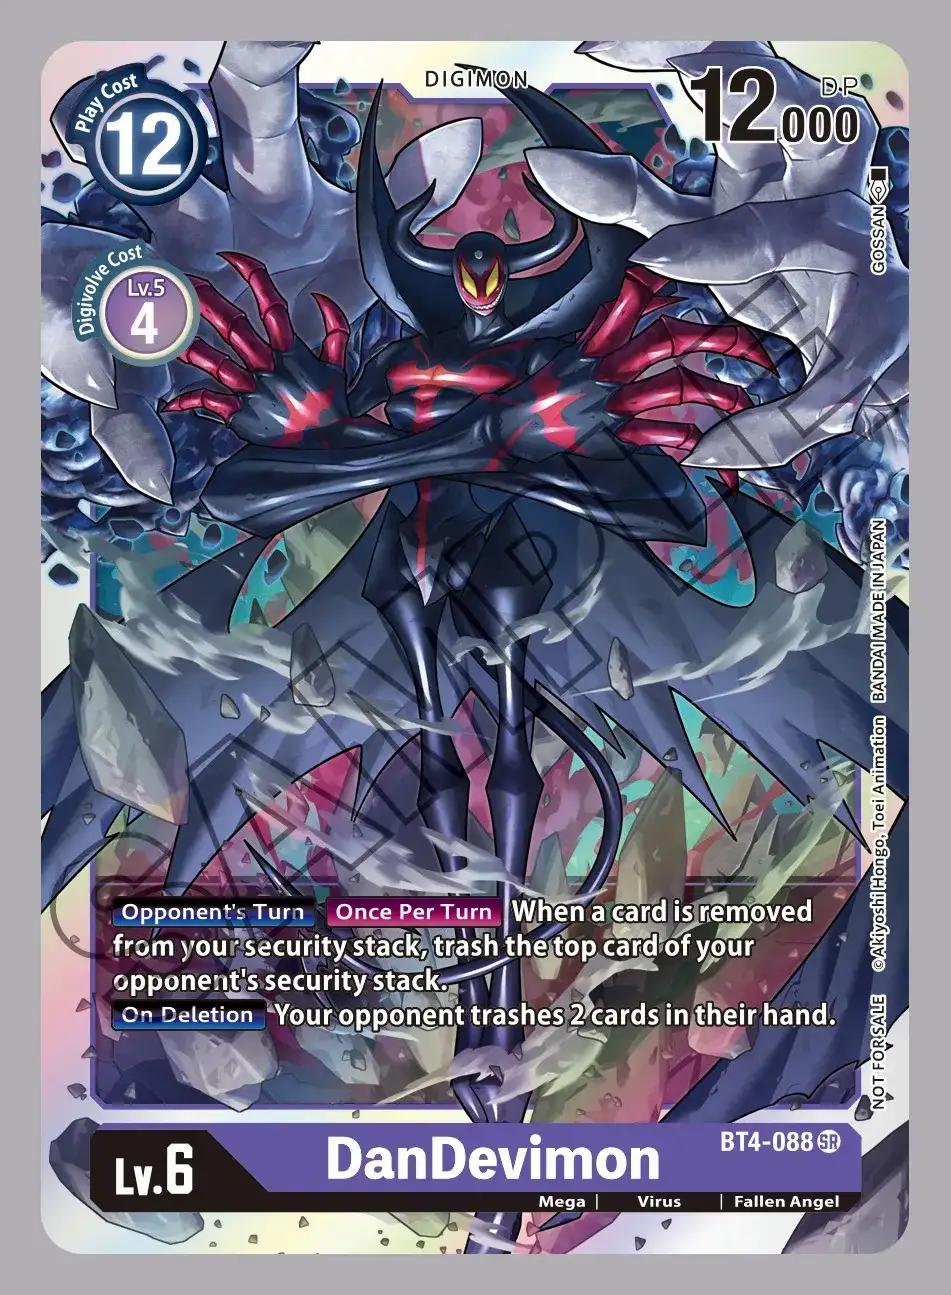 DIGIMON
Play Cost
12
12000
DP
Digivolve Cost
Lv.5
4
GOSSAN
SAMPLE
©Akiyoshi Hongo, Toei Animation BANDAI MADE IN JAPAN
NOT FOR SALE
Opponent's Turn Once Per Turn When a card is removed
from your security stack, trash the top card of your
opponent's security stack.
On Deletion Your opponent trashes 2 cards in their hand.
BT4-088 SR
Lv.6 DanDevimon
Mega | Virus | Fallen Angel